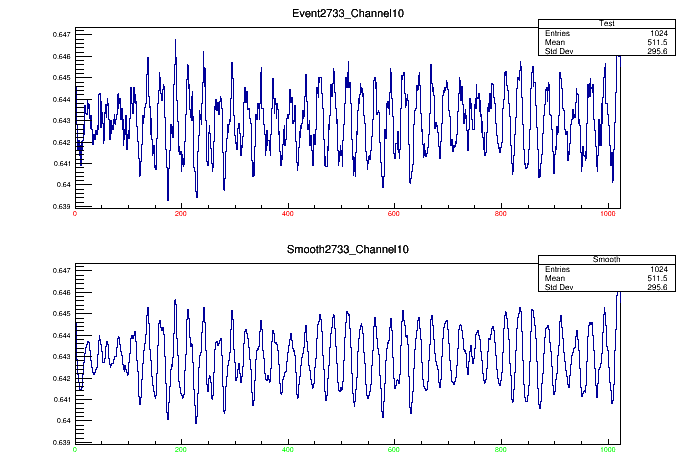 Event2733_Channel10
Test
Entries 1024
Mean 511.5
Std Dev 295.6
0.647
0.646
0.645
0.644
0.643
0.642
0.641
0.64
0.639
0 200 400 600 800 1000
Smooth2733_Channel10
Smooth
Entries 1024
Mean 511.5
Std Dev 295.6
0.647
0.646
0.645
0.644
0.643
0.642
0.641
0.64
0.639
0 200 400 600 800 1000